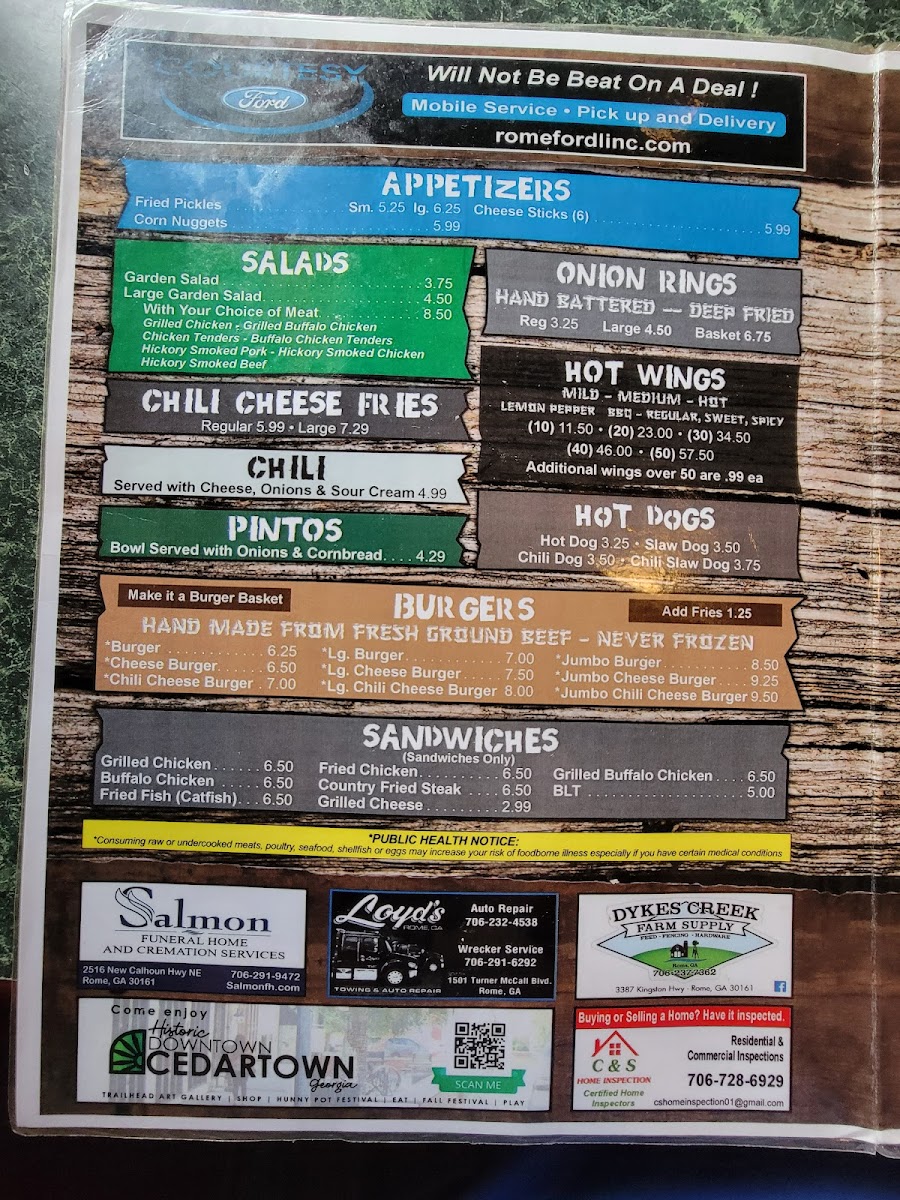 COURTESY
Ford
Will Not Be Beat On A Deal !
Mobile Service • Pick up and Delivery
romefordlinc.com
APPETIZERS
Fried Pickles . . . . . . . . . . . . . . . . . . Sm. 5.25 lg. 6.25
Corn Nuggets . . . . . . . . . . . . . . . . . . 5.99
Cheese Sticks (6) . . . . . . . . . . . . . . . . . . 5.99
SALADS
Garden Salad . . . . . . . . . . . . . . . . . . 3.75
Large Garden Salad . . . . . . . . . . . . . . . . . . 4.50
With Your Choice of Meat . . . . . . . . . . . . 8.50
Grilled Chicken - Grilled Buffalo Chicken
Chicken Tenders - Buffalo Chicken Tenders
Hickory Smoked Pork - Hickory Smoked Chicken
Hickory Smoked Beef
ONION RINGS
HAND BATTERED -- DEEP FRIED
Reg 3.25 Large 4.50 Basket 6.75
CHILI CHEESE FRIES
Regular 5.99 • Large 7.29
HOT WINGS
MILD - MEDIUM - HOT
LEMON PEPPER BBQ - REGULAR, SWEET, SPICY
(10) 11.50 • (20) 23.00 • (30) 34.50
(40) 46.00 • (50) 57.50
Additional wings over 50 are .99 ea
CHILI
Served with Cheese, Onions & Sour Cream 4.99
PINTOS
Bowl Served with Onions & Cornbread. . . . 4.29
HOT DOGS
Hot Dog 3.25 • Slaw Dog 3.50
Chili Dog 3.50 • Chili Slaw Dog 3.75
Make it a Burger Basket
BURGERS
Add Fries 1.25
HAND MADE FROM FRESH GROUND BEEF - NEVER FROZEN
*Burger . . . . . . . . . . . 6.25
*Cheese Burger. . . . . . . 6.50
*Chili Cheese Burger . 7.00
*Lg. Burger. . . . . . . . . . . . 7.00
*Lg. Cheese Burger . . . . . 7.50
*Lg. Chili Cheese Burger 8.00
*Jumbo Burger. . . . . . . . . . . 8.50
*Jumbo Cheese Burger . . . . 9.25
*Jumbo Chili Cheese Burger 9.50
SANDWICHES
(Sandwiches Only)
Grilled Chicken. . . . . . 6.50
Buffalo Chicken . . . . . 6.50
Fried Fish (Catfish). . . 6.50
Fried Chicken. . . . . . . . . . 6.50
Country Fried Steak . . . . 6.50
Grilled Cheese . . . . . . . . 2.99
Grilled Buffalo Chicken . . . . 6.50
BLT . . . . . . . . . . . . . . . . . . 5.00
*PUBLIC HEALTH NOTICE:
*Consuming raw or undercooked meats, poultry, seafood, shellfish or eggs may increase your risk of foodborne illness especially if you have certain medical conditions
Salmon
FUNERAL HOME
AND CREMATION SERVICES
2516 New Calhoun Hwy NE
Rome, GA 30161
706-291-9472
Salmonfh.com
Loyd's
ROME, GA
TOWING & AUTO REPAIR
Auto Repair
706-232-4538
Wrecker Service
706-291-6292
1501 Turner McCall Blvd.
Rome, GA
DYKES CREEK
FARM SUPPLY
FEED - FENCING - HARDWARE
Rome, GA
706-237-7362
3387 Kingston Hwy · Rome, GA 30161
f
Come enjoy
Historic
DOWNTOWN
CEDARTOWN
Georgia
SCAN ME
TRAILHEAD ART GALLERY | SHOP | HUNNY POT FESTIVAL | EAT | FALL FESTIVAL | PLAY
Buying or Selling a Home? Have it inspected.
C & S
HOME INSPECTION
Certified Home
Inspectors
Residential &
Commercial Inspections
706-728-6929
cshomeinspection01@gmail.com